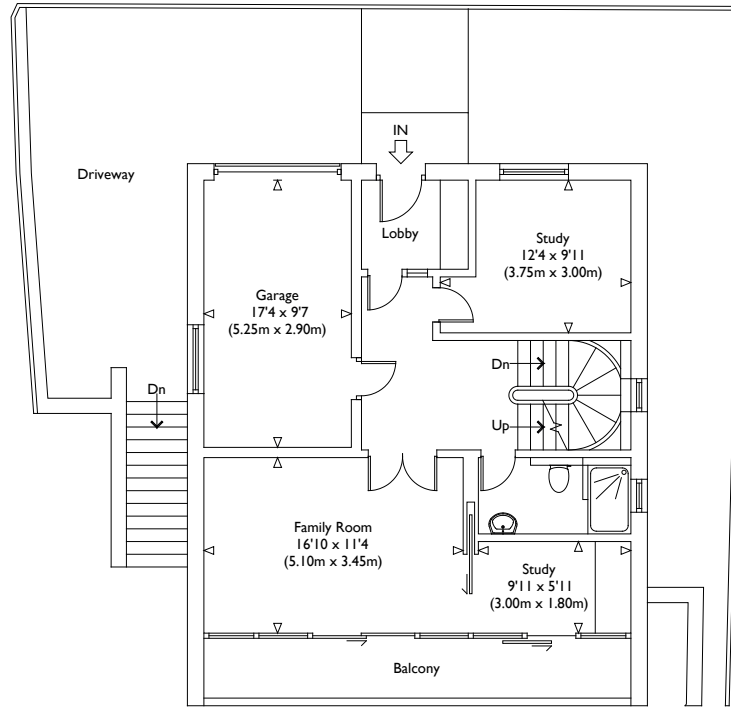 IN
Driveway
Lobby
Study
12'4 x 9'11
(3.75m x 3.00m)
Garage
17'4 x 9'7
(5.25m x 2.90m)
Dn
Dn
Up
Family Room
16'10 x 11'4
(5.10m x 3.45m)
Study
9'11 x 5'11
(3.00m x 1.80m)
Balcony